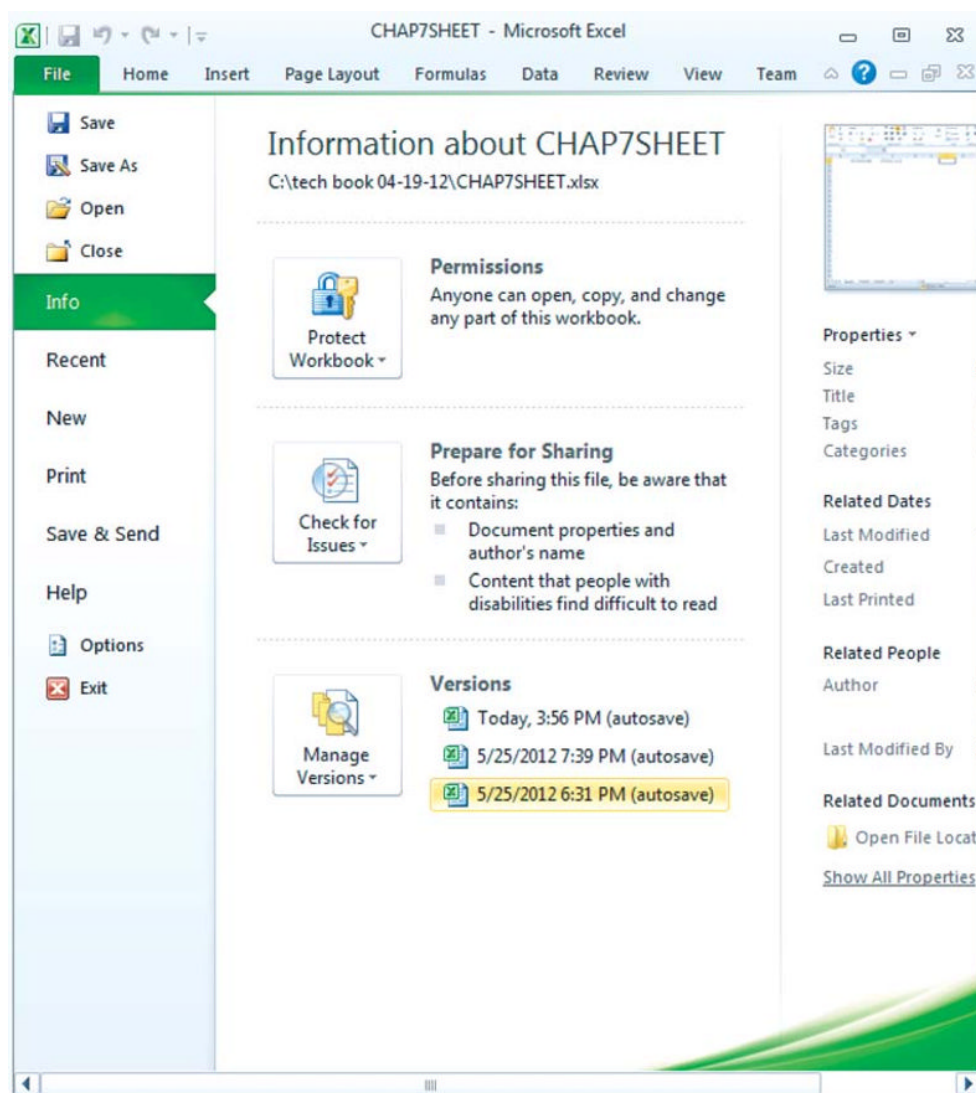 CHAP7SHEET - Microsoft Excel
File Home Insert Page Layout Formulas Data Review View Team
Save
Save As
Open
Close
Info
Recent
New
Print
Save & Send
Help
Options
Exit
Information about CHAP7SHEET
C:\tech book 04-19-12\CHAP7SHEET.xlsx
Protect
Workbook
Permissions
Anyone can open, copy, and change
any part of this workbook.
Check for
Issues
Prepare for Sharing
Before sharing this file, be aware that
it contains:
Document properties and
author's name
Content that people with
disabilities find difficult to read
Manage
Versions
Versions
Today, 3:56 PM (autosave)
5/25/2012 7:39 PM (autosave)
5/25/2012 6:31 PM (autosave)
Properties
Size
Title
Tags
Categories
Related Dates
Last Modified
Created
Last Printed
Related People
Author
Last Modified By
Related Documents
Open File Locat
Show All Properties